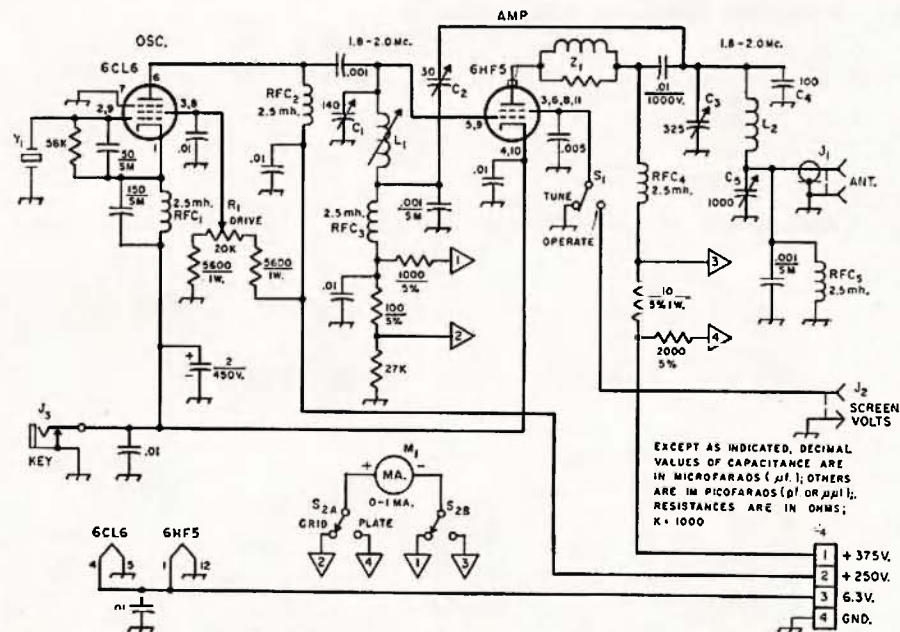 AMP
OSC.
6CL6
1.8-2.0Mc.
.001
30
C2
6HF5
Z1
.01
1000V.
1.8-2.0Mc.
100
C4
7
6
2,9
3,8
1
Y1
56K
50
SM
.01
150
SM
2.5mh.
RFC1
R1
DRIVE
20K
5600
1W.
5600
1W.
RFC2
2.5mh.
.01
140
C1
L1
2.5mh.
RFC3
.001
SM
1000
5%
1
.01
100
5%
2
27K
5,9
3,6,8,11
4,10
.01
.005
S1
TUNE
OPERATE
RFC4
2.5mh.
C3
325
L2
C5
1000
J1
ANT.
.001
SM
RFC5
2.5mh.
3
10
5%1W.
4
2000
5%
J2
SCREEN
VOLTS
+
-
2
450V.
J3
KEY
.01
M1
+
MA.
-
0-1MA.
S2A
GRID
PLATE
S2B
2
4
1
3
EXCEPT AS INDICATED, DECIMAL
VALUES OF CAPACITANCE ARE
IN MICROFARADS (µf.); OTHERS
ARE IN PICOFARADS (pf. OR µµf.);
RESISTANCES ARE IN OHMS;
K=1000
6CL6
4
5
6HF5
1
12
.01
1 +375V.
2 +250V.
3 6.3V.
4 GND.